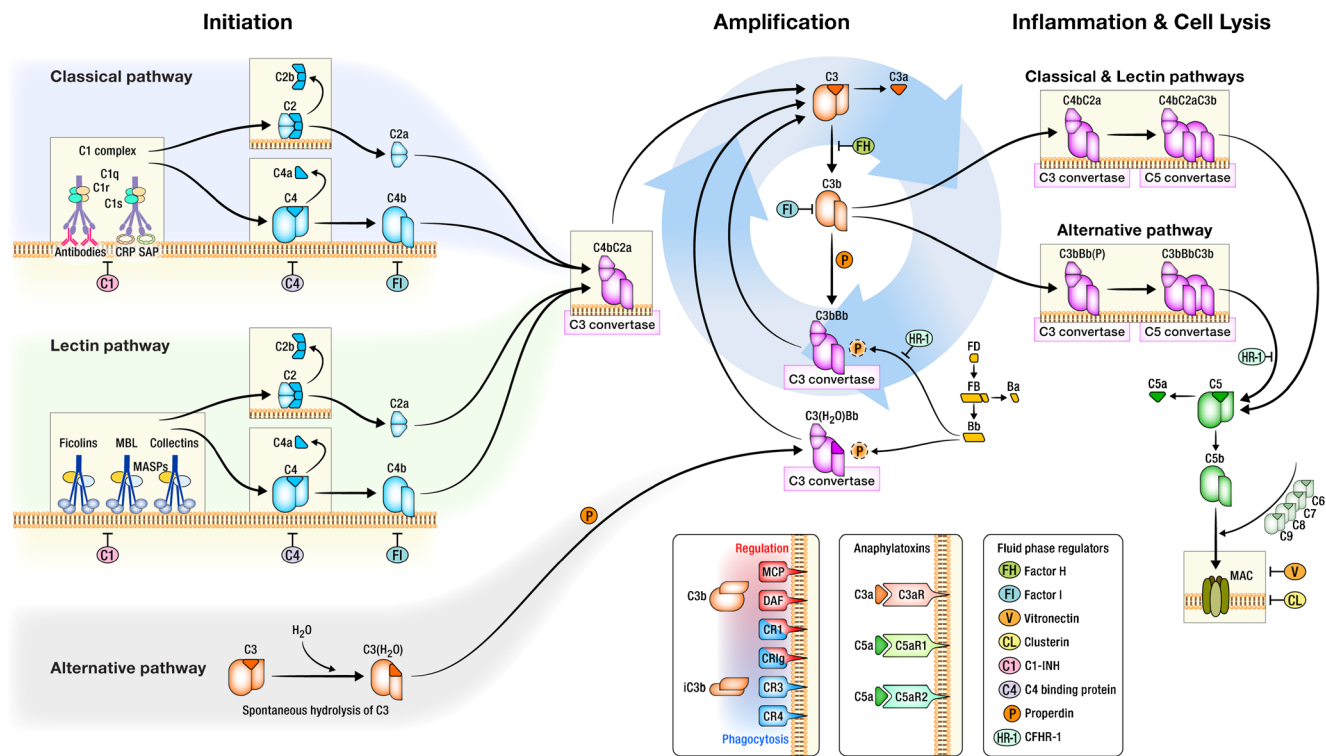 Initiation
Amplification
Inflammation & Cell Lysis
Classical pathway
C2b
C2
C2a
C1 complex
C1q
C1r
C1s
C4a
C4
C4b
Antibodies
CRP SAP
C1
C4
FI
Lectin pathway
C2b
C2
C2a
Ficolins
MBL
Collectins
MASPs
C4a
C4
C4b
C1
C4
FI
Alternative pathway
H₂O
C3
C3(H₂O)
Spontaneous hydrolysis of C3
P
C4bC2a
C3 convertase
C3
C3a
FH
C3b
FI
P
C3bBb
P
C3 convertase
HR-1
FD
FB
Ba
Bb
C3(H₂O)Bb
P
C3 convertase
Classical & Lectin pathways
C4bC2a
C4bC2aC3b
C3 convertase
C5 convertase
Alternative pathway
C3bBb(P)
C3bBbC3b
C3 convertase
C5 convertase
HR-1
C5a
C5
C5b
C6
C7
C8
C9
MAC
V
CL
Regulation
MCP
C3b
DAF
CR1
CRIg
iC3b
CR3
CR4
Phagocytosis
Anaphylatoxins
C3a
C3aR
C5a
C5aR1
C5a
C5aR2
Fluid phase regulators
FH Factor H
FI Factor I
V Vitronectin
CL Clusterin
C1 C1-INH
C4 C4 binding protein
P Properdin
HR-1 CFHR-1